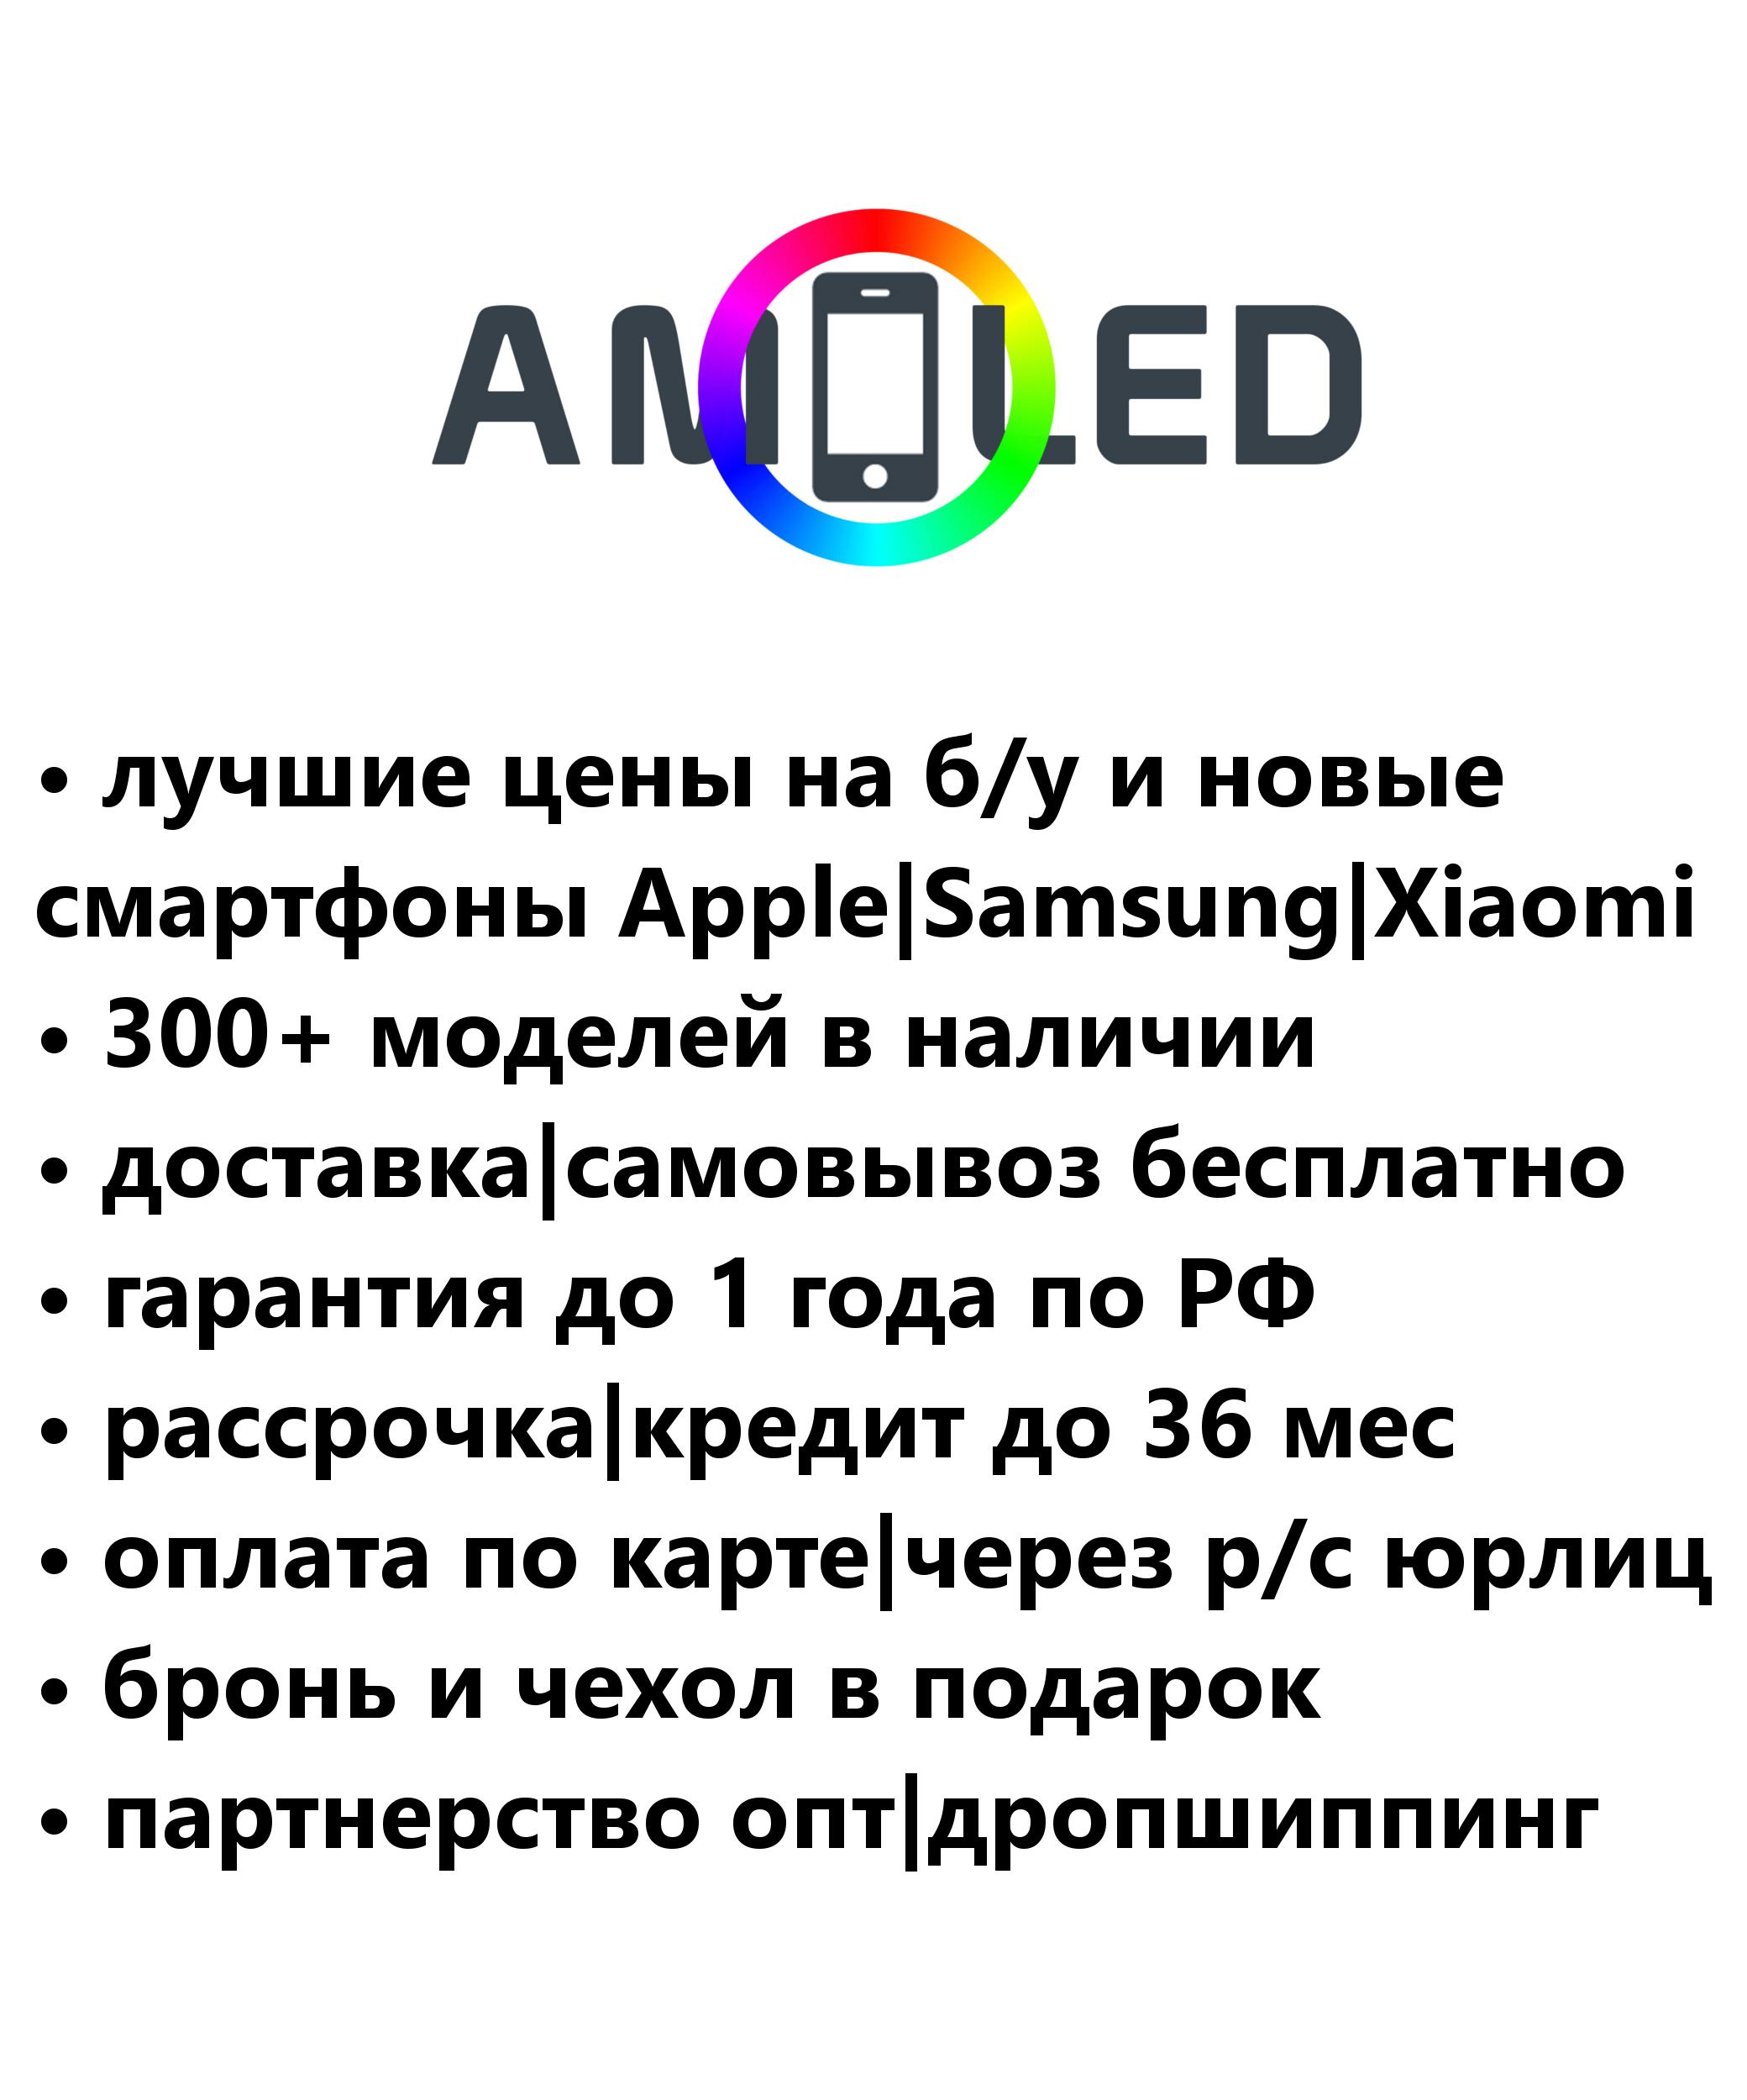 AMOLED
• лучшие цены на б/у и новые
смартфоны Apple|Samsung|Xiaomi
• 300+ моделей в наличии
• доставка|самовывоз бесплатно
• гарантия до 1 года по РФ
• рассрочка|кредит до 36 мес
• оплата по карте|через р/с юрлиц
• бронь и чехол в подарок
• партнерство опт|дропшиппинг